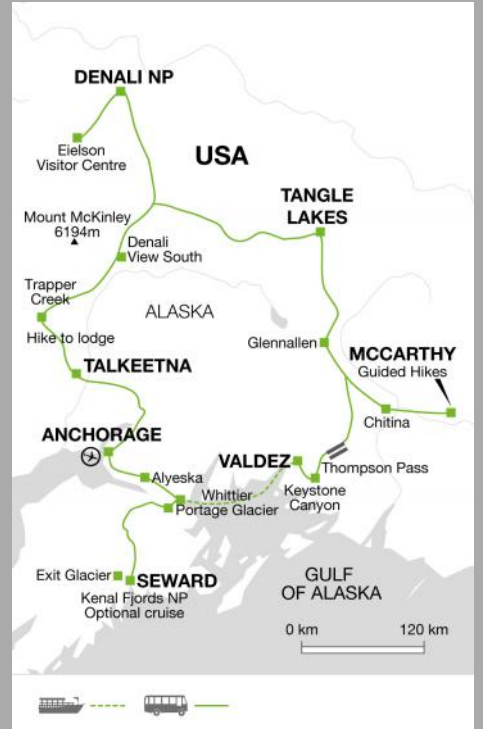 DENALI NP
Eielson
Visitor Centre
USA
TANGLE
LAKES
Mount McKinley
6194m
Denali
View South
Trapper
Creek
ALASKA
Hike to lodge
Glennallen
MCCARTHY
Guided Hikes
TALKEETNA
Chitina
ANCHORAGE
VALDEZ
Thompson Pass
Alyeska
Keystone
Canyon
Whittier
Portage Glacier
Exit Glacier
SEWARD
Kenal Fjords NP
Optional cruise
GULF
OF ALASKA
0 km
120 km